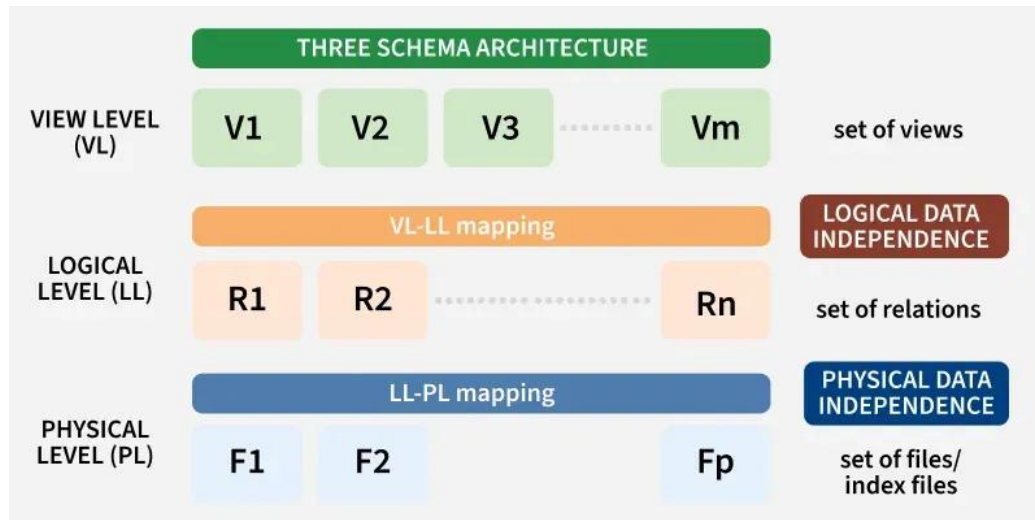 THREE SCHEMA ARCHITECTURE
VIEW LEVEL
(VL)
V1 V2 V3 Vm
set of views
VL-LL mapping
LOGICAL DATA
INDEPENDENCE
LOGICAL
LEVEL (LL)
R1 R2 Rn
set of relations
LL-PL mapping
PHYSICAL DATA
INDEPENDENCE
PHYSICAL
LEVEL (PL)
F1 F2 Fp
set of files/
index files